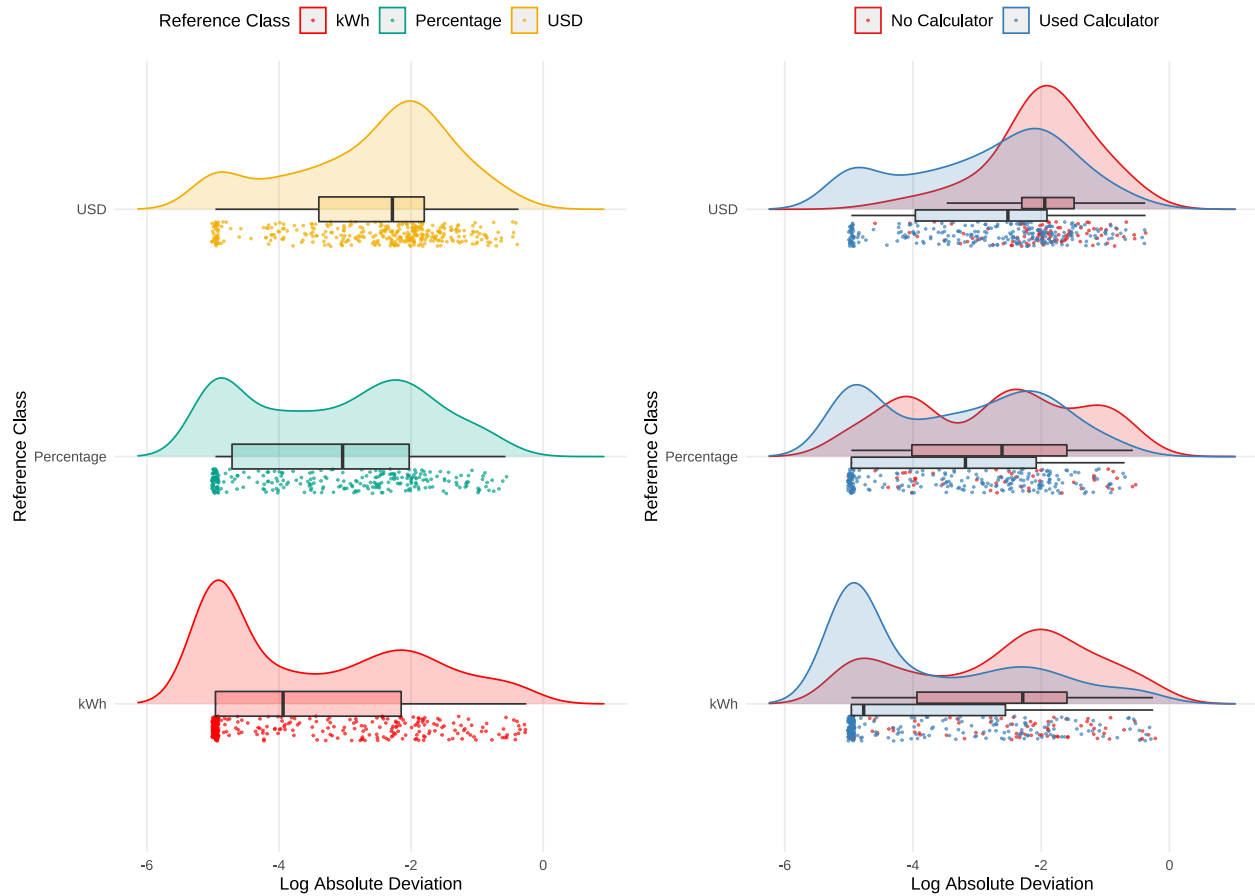 Reference Class kWh Percentage USD
No Calculator Used Calculator
Reference Class
USD
Percentage
kWh
-6 -4 -2 0
Log Absolute Deviation
Reference Class
USD
Percentage
kWh
-6 -4 -2 0
Log Absolute Deviation